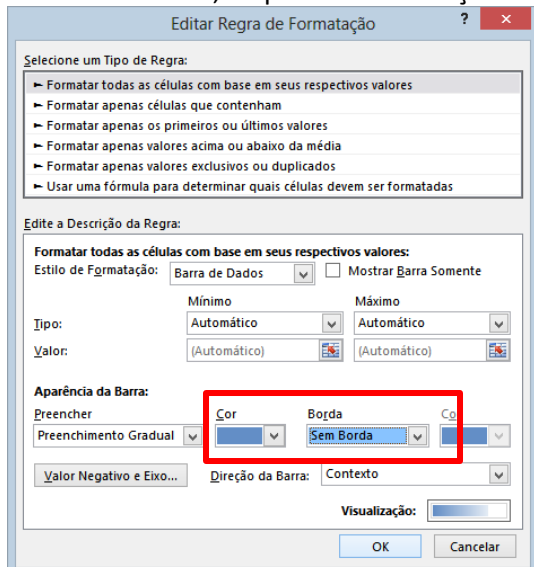 Editar Regra de Formatação ?
Selecione um Tipo de Regra:
► Formatar todas as células com base em seus respectivos valores
► Formatar apenas células que contenham
► Formatar apenas os primeiros ou últimos valores
► Formatar apenas valores acima ou abaixo da média
► Formatar apenas valores exclusivos ou duplicados
► Usar uma fórmula para determinar quais células devem ser formatadas
Edite a Descrição da Regra:
Formatar todas as células com base em seus respectivos valores:
Estilo de Formatação: Barra de Dados Mostrar Barra Somente
Mínimo Máximo
Tipo: Automático Automático
Valor: (Automático) (Automático)
Aparência da Barra:
Preencher Cor Borda
Preenchimento Gradual Sem Borda
Valor Negativo e Eixo... Direção da Barra: Contexto
Visualização:
OK Cancelar